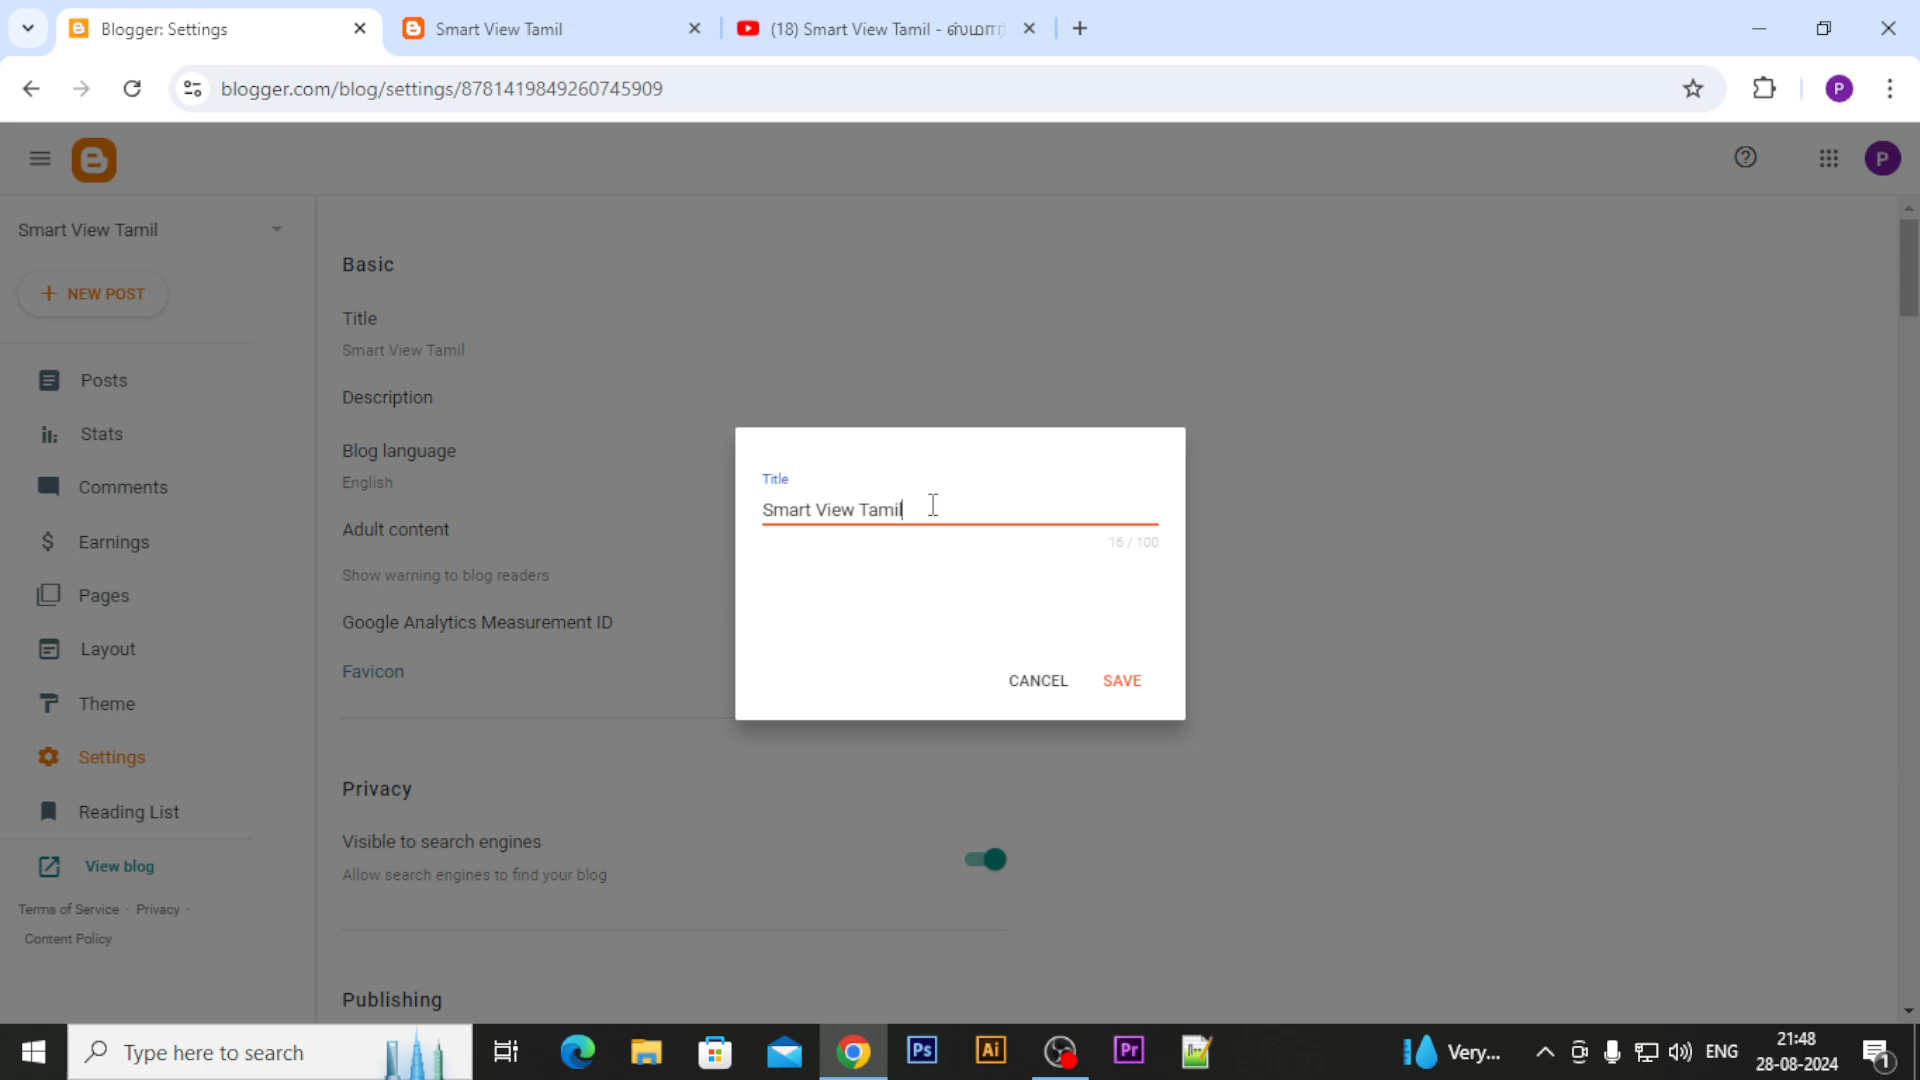 Blogger: Settings
Smart View Tamil
(18) Smart View Tamil - ஸ்மார்
blogger.com/blog/settings/8781419849260745909
P
P
Smart View Tamil
NEW POST
Posts
Stats
Comments
Earnings
Pages
Layout
Theme
Settings
Reading List
View blog
Terms of Service · Privacy ·
Content Policy
Basic
Title
Smart View Tamil
Description
Blog language
English
Adult content
Show warning to blog readers
Google Analytics Measurement ID
Favicon
Privacy
Visible to search engines
Allow search engines to find your blog
Publishing
Title
Smart View Tamil
16 / 100
CANCEL
SAVE
Type here to search
Ps
Ai
Pr
Very...
ENG
21:48
28-08-2024
1